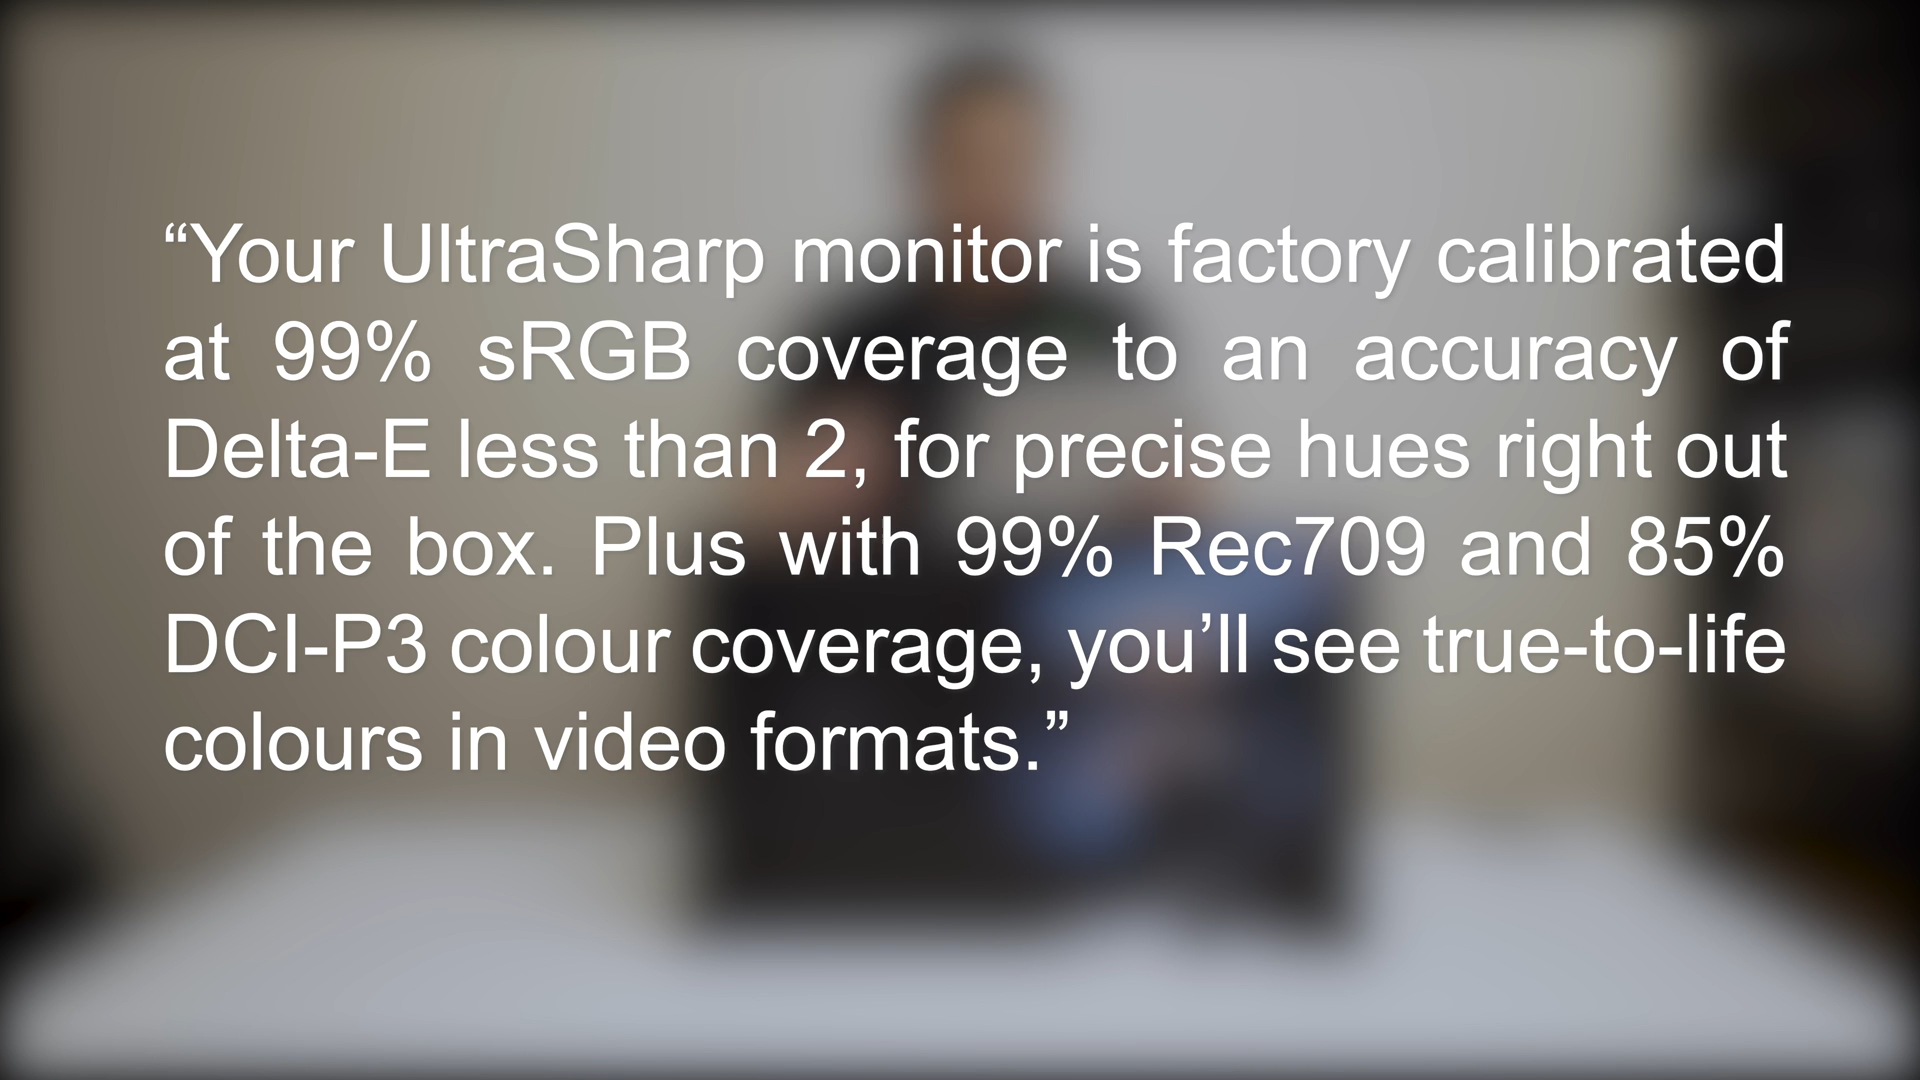 “Your UltraSharp monitor is factory calibrated
at 99% sRGB coverage to an accuracy of
Delta-E less than 2, for precise hues right out
of the box. Plus with 99% Rec709 and 85%
DCI-P3 colour coverage, you’ll see true-to-life
colours in video formats.”